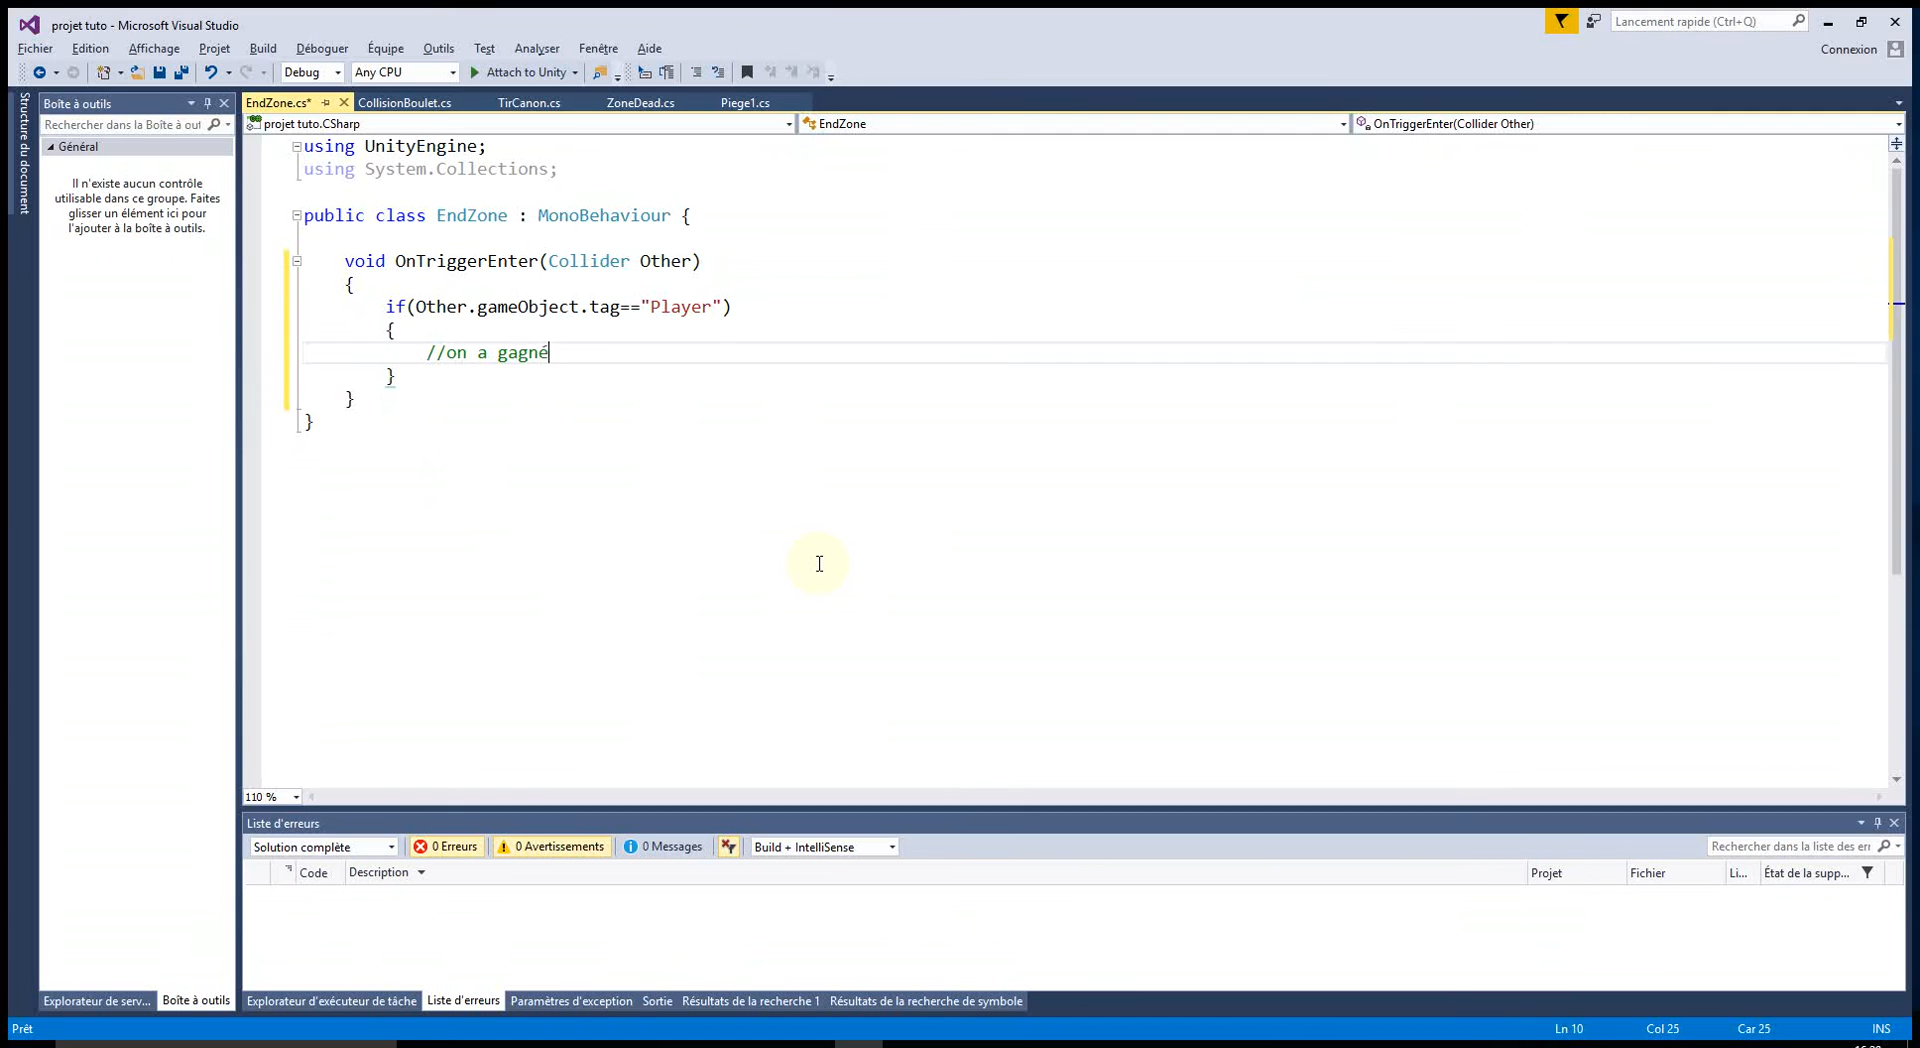 projet tuto - Microsoft Visual Studio
Lancement rapide (Ctrl+Q)
Fichier Edition Affichage Projet Build Déboguer Équipe Outils Test Analyser Fenêtre Aide
Connexion
Debug Any CPU Attach to Unity
Structure du document
Boîte à outils
Rechercher dans la Boîte à out
Général
Il n'existe aucun contrôle
utilisable dans ce groupe. Faites
glisser un élément ici pour
l'ajouter à la boîte à outils.
EndZone.cs* CollisionBoulet.cs TirCanon.cs ZoneDead.cs Piege1.cs
projet tuto.CSharp EndZone OnTriggerEnter(Collider Other)
using UnityEngine;
using System.Collections;
public class EndZone : MonoBehaviour {
void OnTriggerEnter(Collider Other)
{
if(Other.gameObject.tag=="Player")
{
//on a gagné
}
}
}
110 %
Liste d'erreurs
Solution complète 0 Erreurs 0 Avertissements 0 Messages Build + IntelliSense Rechercher dans la liste des err
Code Description Projet Fichier Li... État de la supp...
Explorateur de serv... Boîte à outils Explorateur d'exécuteur de tâche Liste d'erreurs Paramètres d'exception Sortie Résultats de la recherche 1 Résultats de la recherche de symbole
Prêt Ln 10 Col 25 Car 25 INS